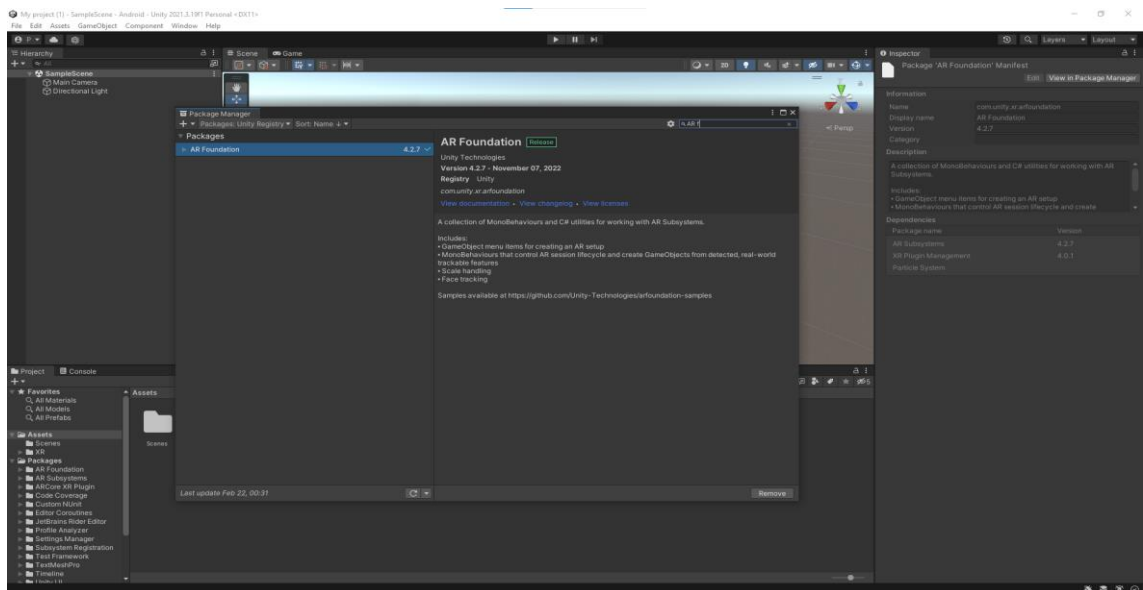 My project (1) - SampleScene - Android - Unity 2021.3.19f1 Personal <DX11>
File Edit Assets GameObject Component Window Help
Layers Layout
Hierarchy
Scene Game
Inspector
All
SampleScene
Main Camera
Directional Light
2D
Persp
Package 'AR Foundation' Manifest
Edit View in Package Manager
Information
Name com.unity.xr.arfoundation
Display name AR Foundation
Version 4.2.7
Category
Description
A collection of MonoBehaviours and C# utilities for working with AR
Subsystems.
Includes:
• GameObject menu items for creating an AR setup
• MonoBehaviours that control AR session lifecycle and create
Dependencies
Package name Version
AR Subsystems 4.2.7
XR Plugin Management 4.0.1
Particle System
Package Manager
Packages: Unity Registry Sort: Name ↓
AR f
Packages
AR Foundation 4.2.7
AR Foundation Release
Unity Technologies
Version 4.2.7 - November 07, 2022
Registry Unity
com.unity.xr.arfoundation
View documentation • View changelog • View licenses
A collection of MonoBehaviours and C# utilities for working with AR Subsystems.
Includes:
• GameObject menu items for creating an AR setup
• MonoBehaviours that control AR session lifecycle and create GameObjects from detected, real-world
trackable features
• Scale handling
• Face tracking
Samples available at https://github.com/Unity-Technologies/arfoundation-samples
Last update Feb 22, 00:31
Remove
Project Console
Favorites
All Materials
All Models
All Prefabs
Assets
Scenes
XR
Packages
AR Foundation
AR Subsystems
ARCore XR Plugin
Code Coverage
Custom NUnit
Editor Coroutines
JetBrains Rider Editor
Profile Analyzer
Settings Manager
Subsystem Registration
Test Framework
TextMeshPro
Timeline
Unity UI
Assets
Scenes